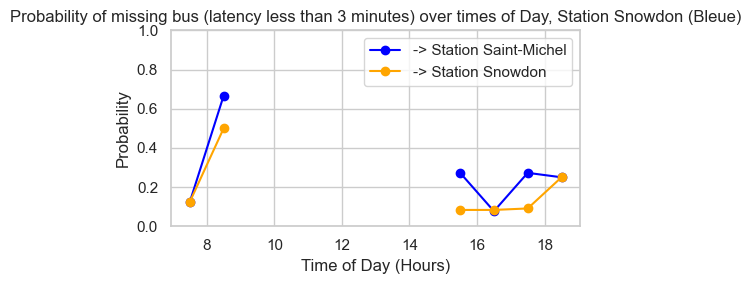 Probability of missing bus (latency less than 3 minutes) over times of Day, Station Snowdon (Bleue)
1.0
0.8
0.6
0.4
0.2
0.0
Probability
-> Station Saint-Michel
-> Station Snowdon
8 10 12 14 16 18
Time of Day (Hours)